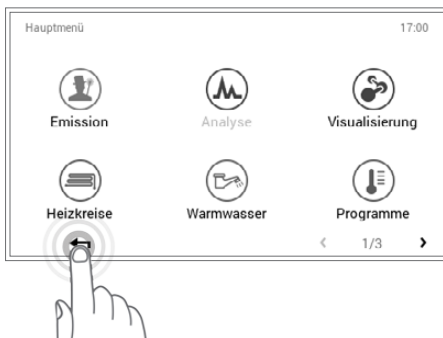 Hauptmenü 17:00
Emission Analyse Visualisierung
Heizkreise Warmwasser Programme
1/3